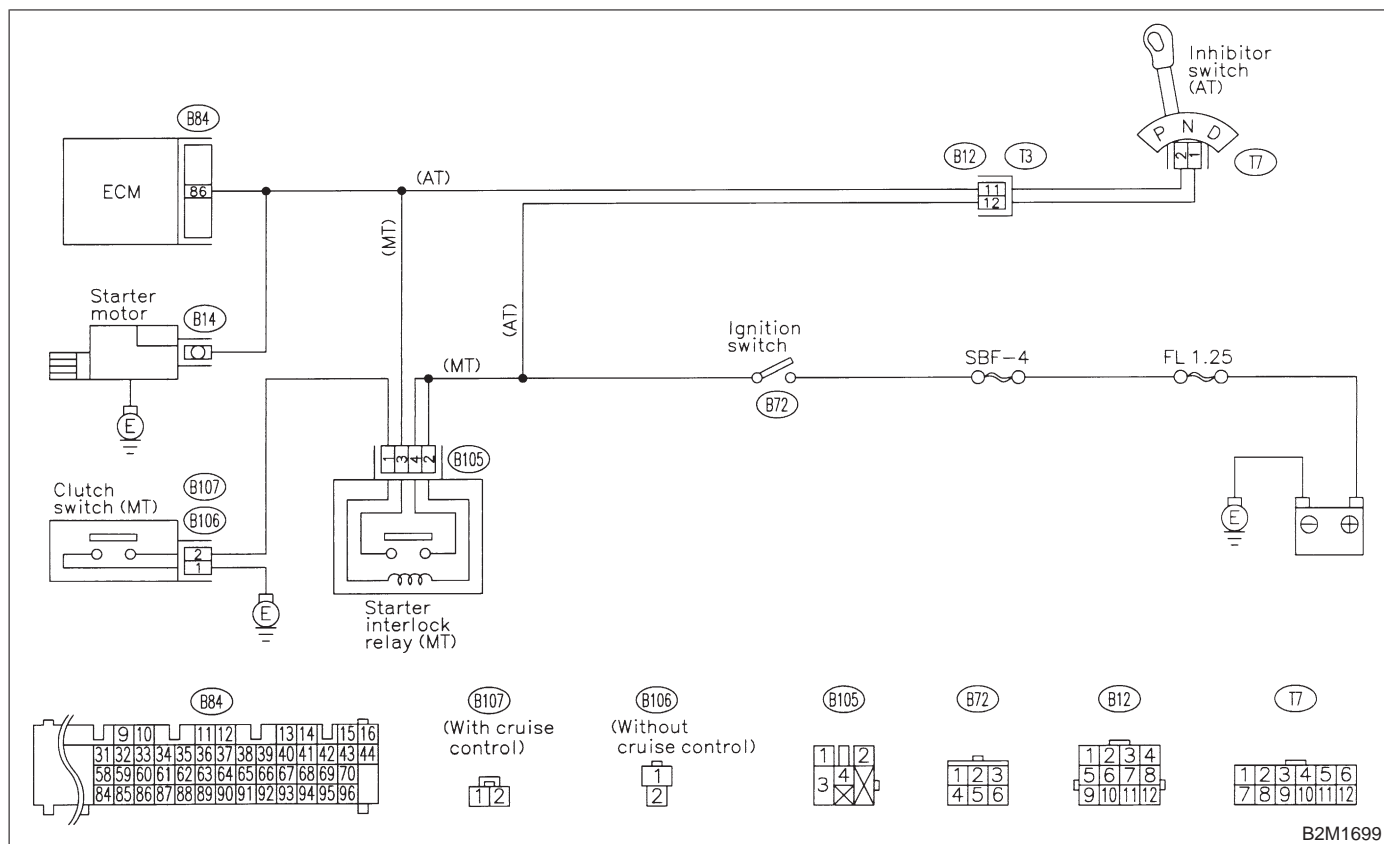 Inhibitor
switch
(AT)
P N D
2 1
T7
B84
ECM
86
(AT)
B12 T3
11
12
(MT)
Starter
motor
B14
E
(AT)
Ignition
switch
B72
SBF-4
FL 1.25
(MT)
1 3 4 2
B105
Clutch
switch (MT)
B107
B106
2
1
E
E
Starter
interlock
relay (MT)
B84
9 10 11 12 13 14 15 16
31 32 33 34 35 36 37 38 39 40 41 42 43 44
58 59 60 61 62 63 64 65 66 67 68 69 70
84 85 86 87 88 89 90 91 92 93 94 95 96
B107
(With cruise
control)
1 2
B106
(Without
cruise control)
1
2
B105
1 2
3 4
B72
1 2 3
4 5 6
B12
1 2 3 4
5 6 7 8
9 10 11 12
T7
1 2 3 4 5 6
7 8 9 10 11 12
B2M1699